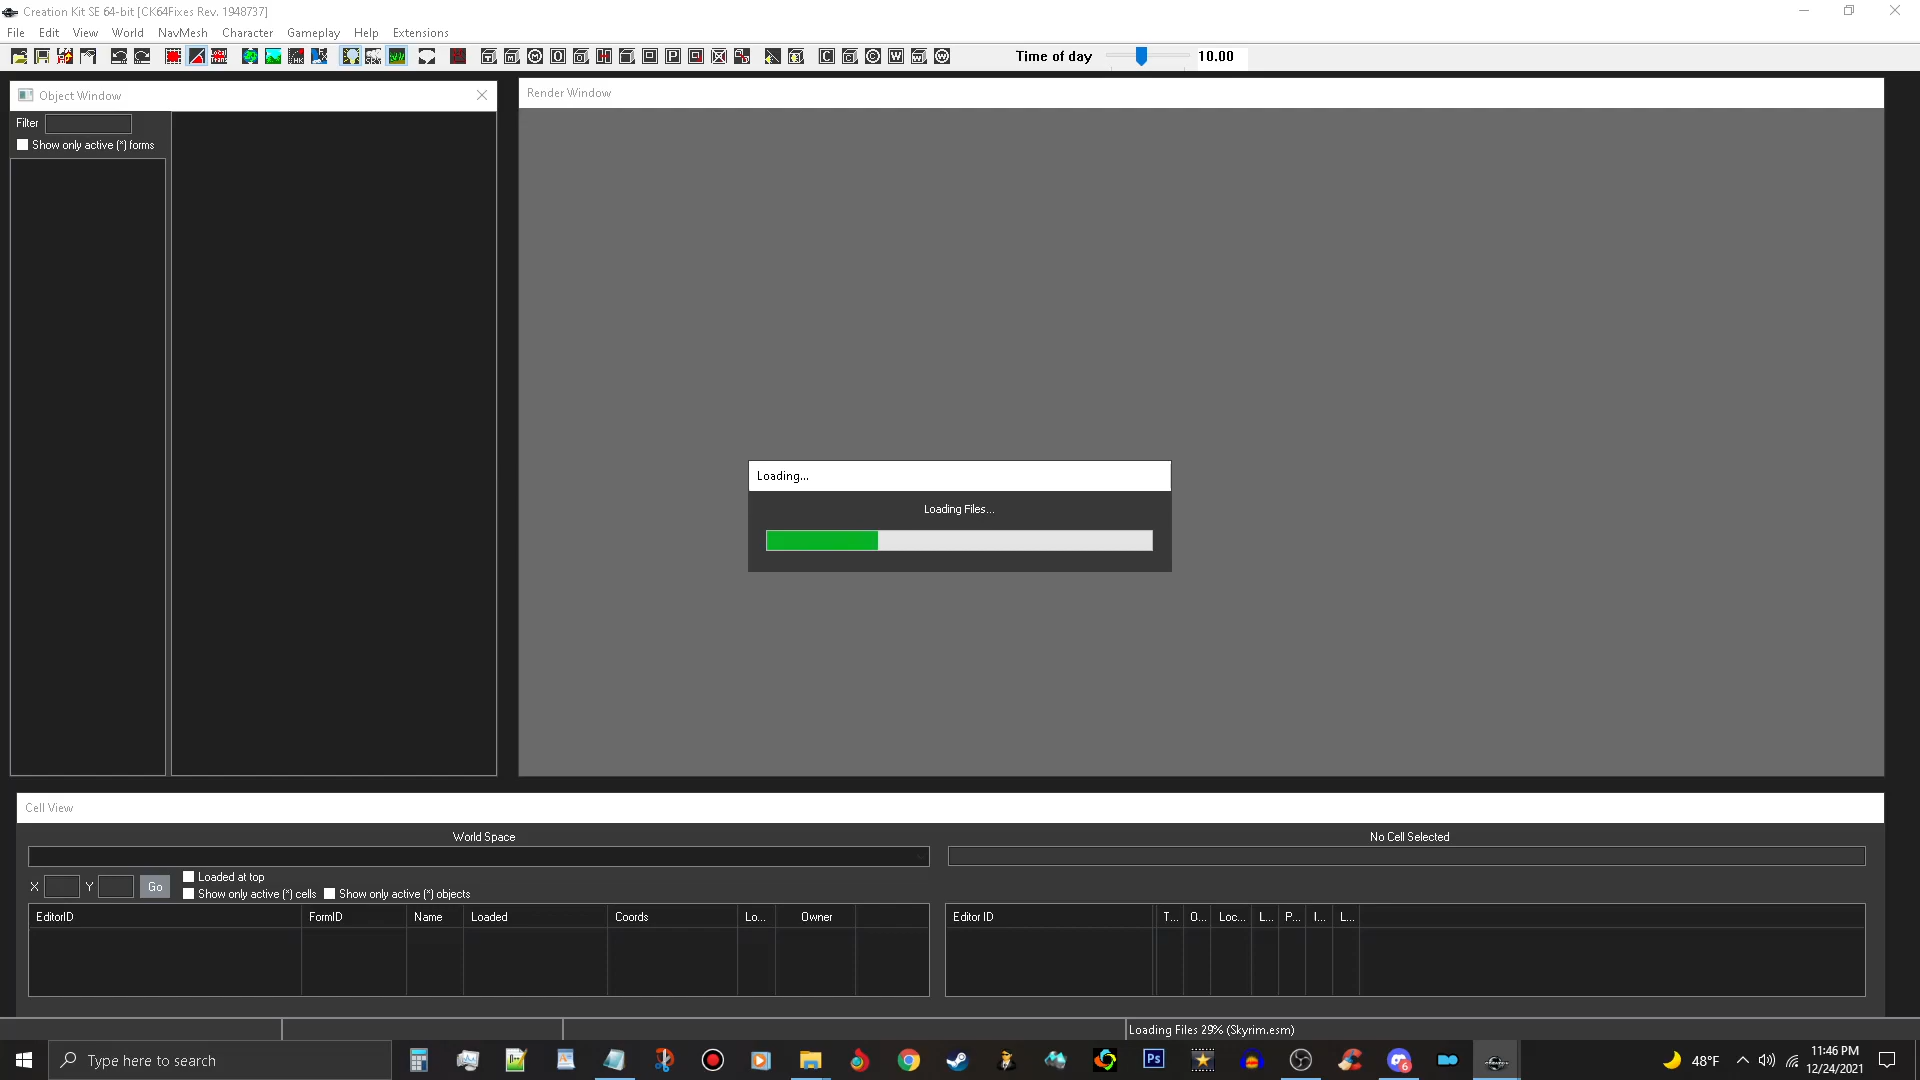 Creation Kit SE 64-bit [CK64Fixes Rev. 1948737]
File Edit View World NavMesh Character Gameplay Help Extensions
Time of day 10.00
Object Window
Render Window
Filter
Show only active (*) forms
Loading...
Loading Files...
Cell View
World Space
No Cell Selected
X Y Go
Loaded at top
Show only active (*) cells Show only active (*) objects
EditorID FormID Name Loaded Coords Lo... Owner
Editor ID T... O... Loc... L... P... I... L...
Loading Files 29% (Skyrim.esm)
Type here to search
Ps
6
48°F
11:46 PM
12/24/2021